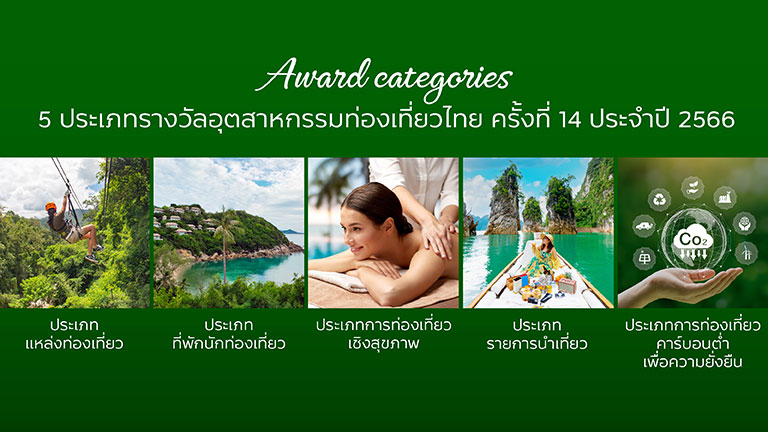 Award categories
5 ประเภทรางวัลอุตสาหกรรมท่องเที่ยวไทย ครั้งที่ 14 ประจำปี 2566
ประเภท
แหล่งท่องเที่ยว
ประเภท
ที่พักนักท่องเที่ยว
ประเภทการท่องเที่ยว
เชิงสุขภาพ
ประเภท
รายการนำเที่ยว
CO₂
ประเภทการท่องเที่ยว
คาร์บอนต่ำ
เพื่อความยั่งยืน